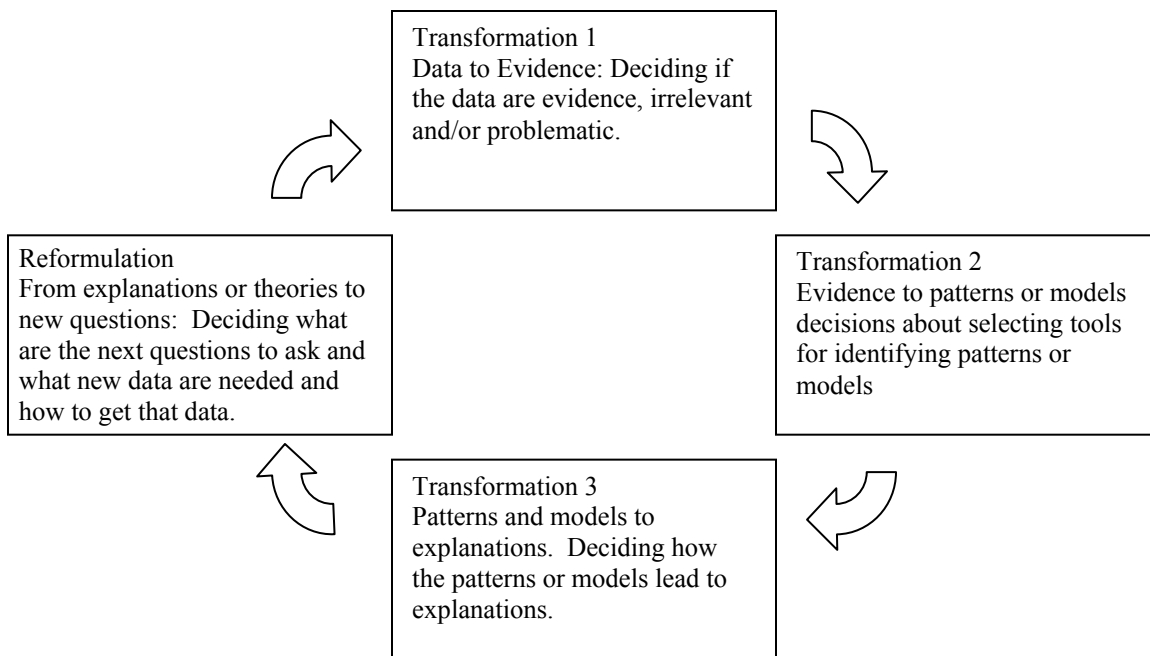 Transformation 1
Data to Evidence: Deciding if
the data are evidence, irrelevant
and/or problematic.
Transformation 2
Evidence to patterns or models
decisions about selecting tools
for identifying patterns or
models
Transformation 3
Patterns and models to
explanations.  Deciding how
the patterns or models lead to
explanations.
Reformulation
From explanations or theories to
new questions:  Deciding what
are the next questions to ask and
what new data are needed and
how to get that data.